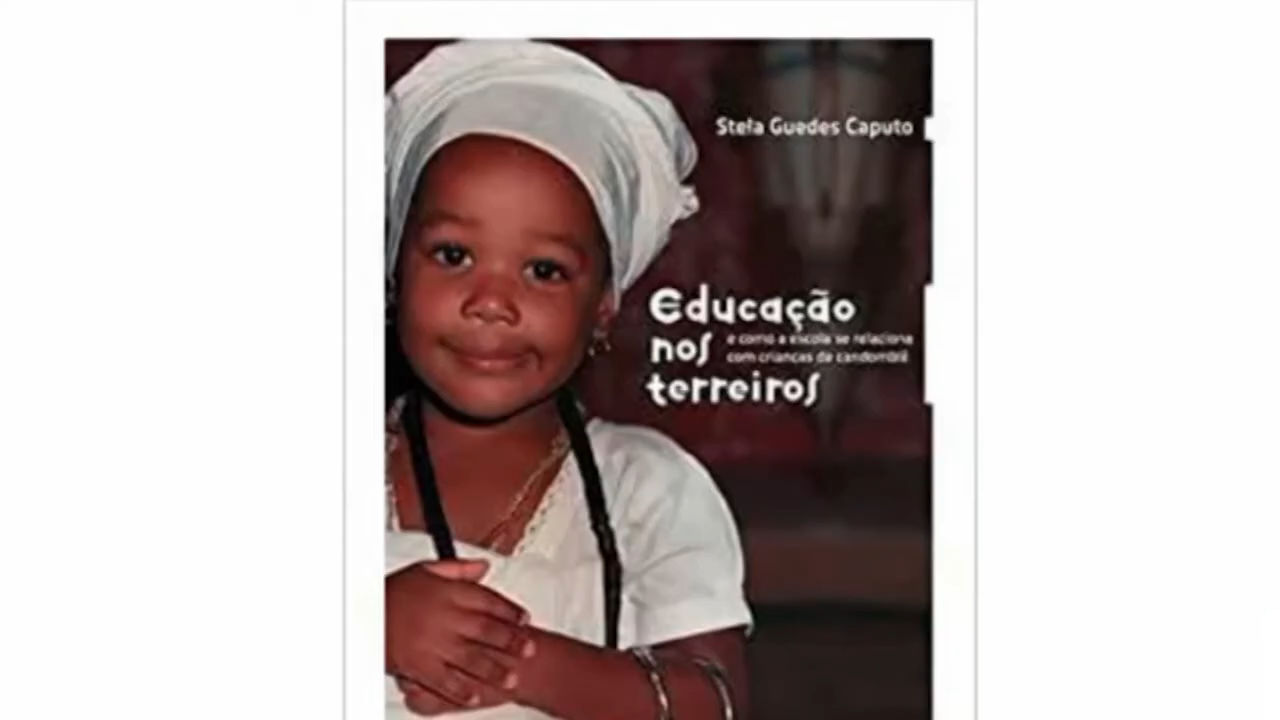 Stela Guedes Caputo
Educação
nos
e como a escola se relaciona
com crianças de candomblé
terreiros